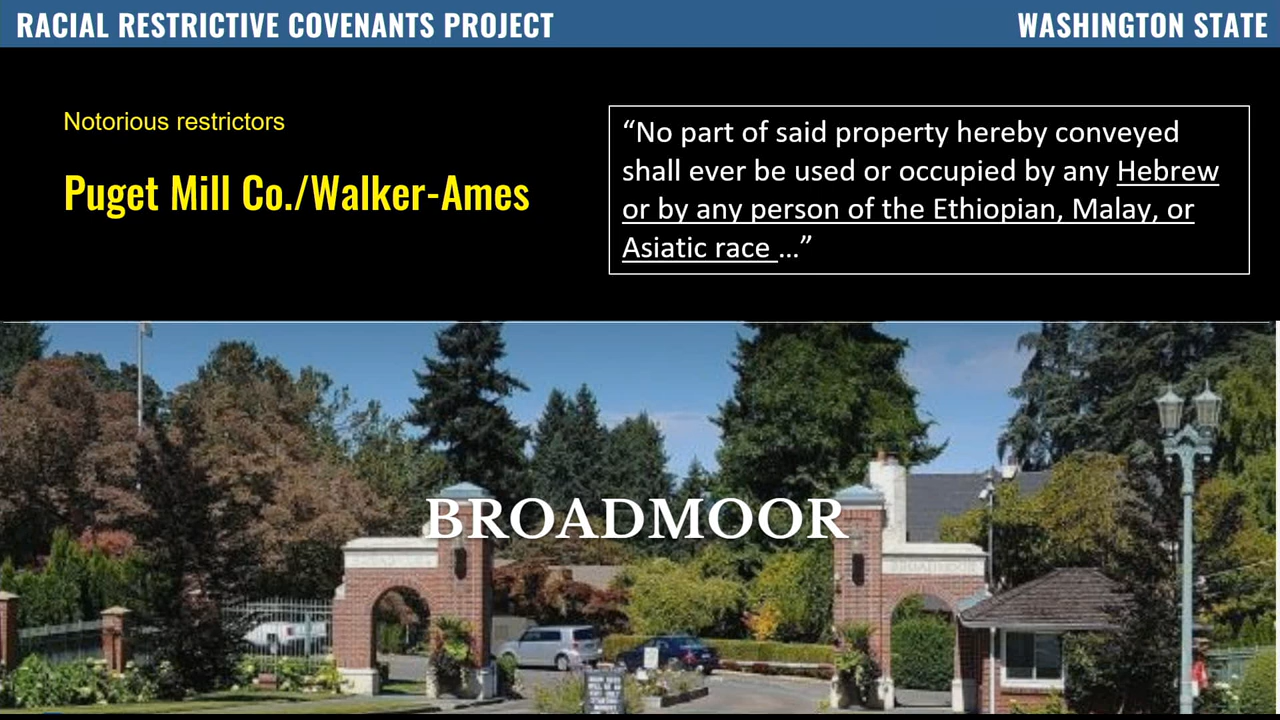 RACIAL RESTRICTIVE COVENANTS PROJECT
WASHINGTON STATE
Notorious restrictors
Puget Mill Co./Walker-Ames
“No part of said property hereby conveyed
shall ever be used or occupied by any Hebrew
or by any person of the Ethiopian, Malay, or
Asiatic race …”
BROADMOOR
BROADMOOR